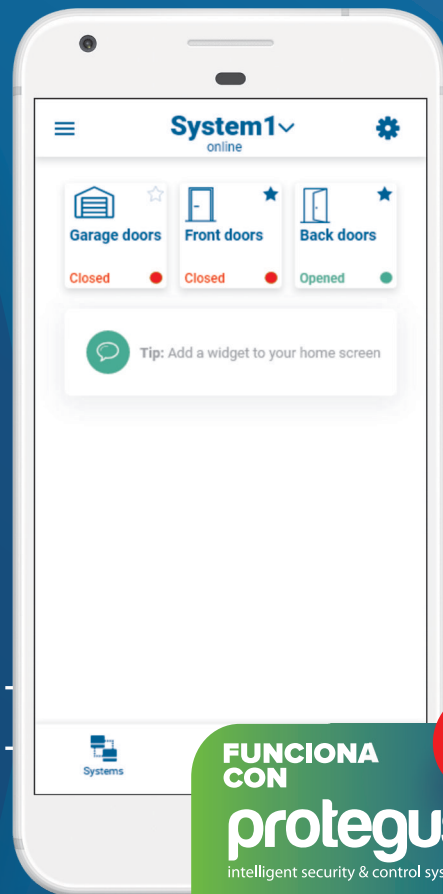 System1
online
Garage doors
Front doors
Back doors
Closed
Closed
Opened
Tip: Add a widget to your home screen
Systems
FUNCIONA
CON
protegus
intelligent security & control